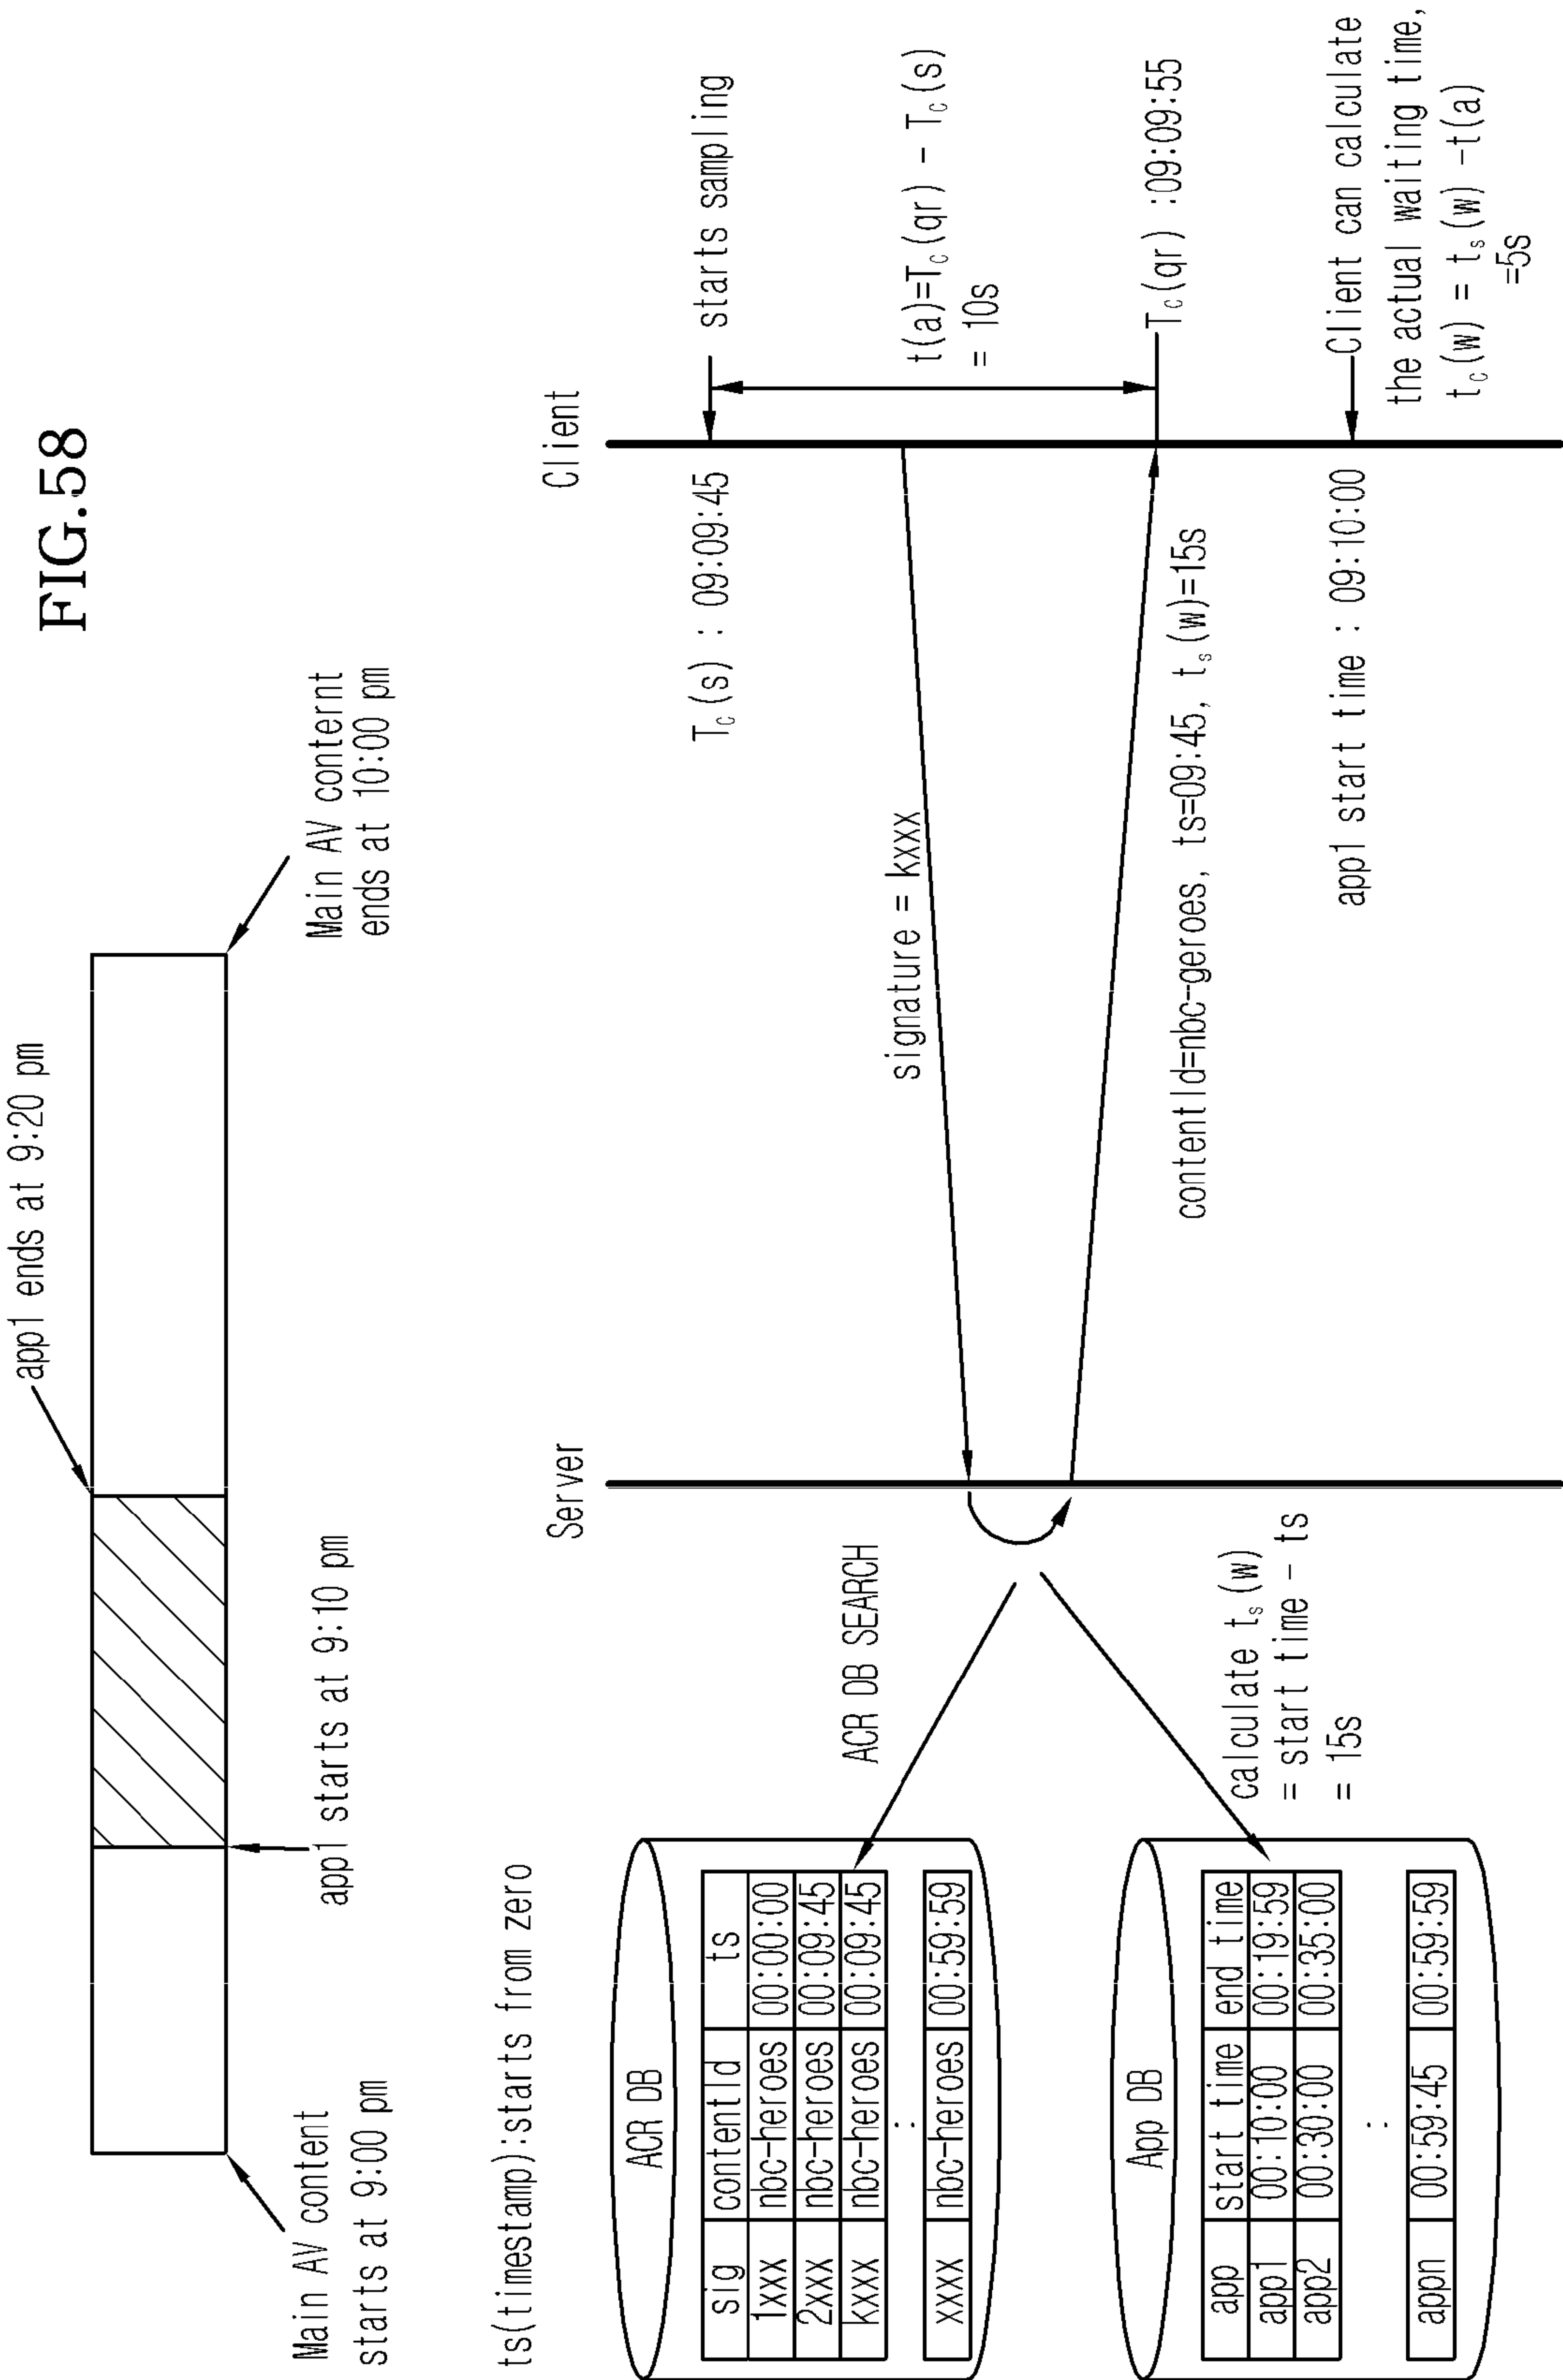 FIG.58
app1 ends at 9:20 pm
Main AV content
starts at 9:00 pm
app1 starts at 9:10 pm
Main AV conternt
ends at 10:00 pm
ts(timestamp):starts from zero
Server
Client
ACR DB
sig contentId ts
1xxx nbc-heroes 00:00:00
2xxx nbc-heroes 00:09:45
kxxx nbc-heroes 00:09:45
:
xxxx nbc-heroes 00:59:59
ACR DB SEARCH
App DB
app start time end time
app1 00:10:00 00:19:59
app2 00:30:00 00:35:00
:
appn 00:59:45 00:59:59
calculate ts(w)
= start time - ts
= 15s
Tc(s) : 09:09:45
starts sampling
signature = kxxx
t(a)=Tc(qr) - Tc(s)
= 10s
contentId=nbc-geroes, ts=09:45, ts(w)=15s
Tc(qr) :09:09:55
app1 start time : 09:10:00
Client can calculate
the actual waiting time,
tc(w) = ts(w) -t(a)
=5s